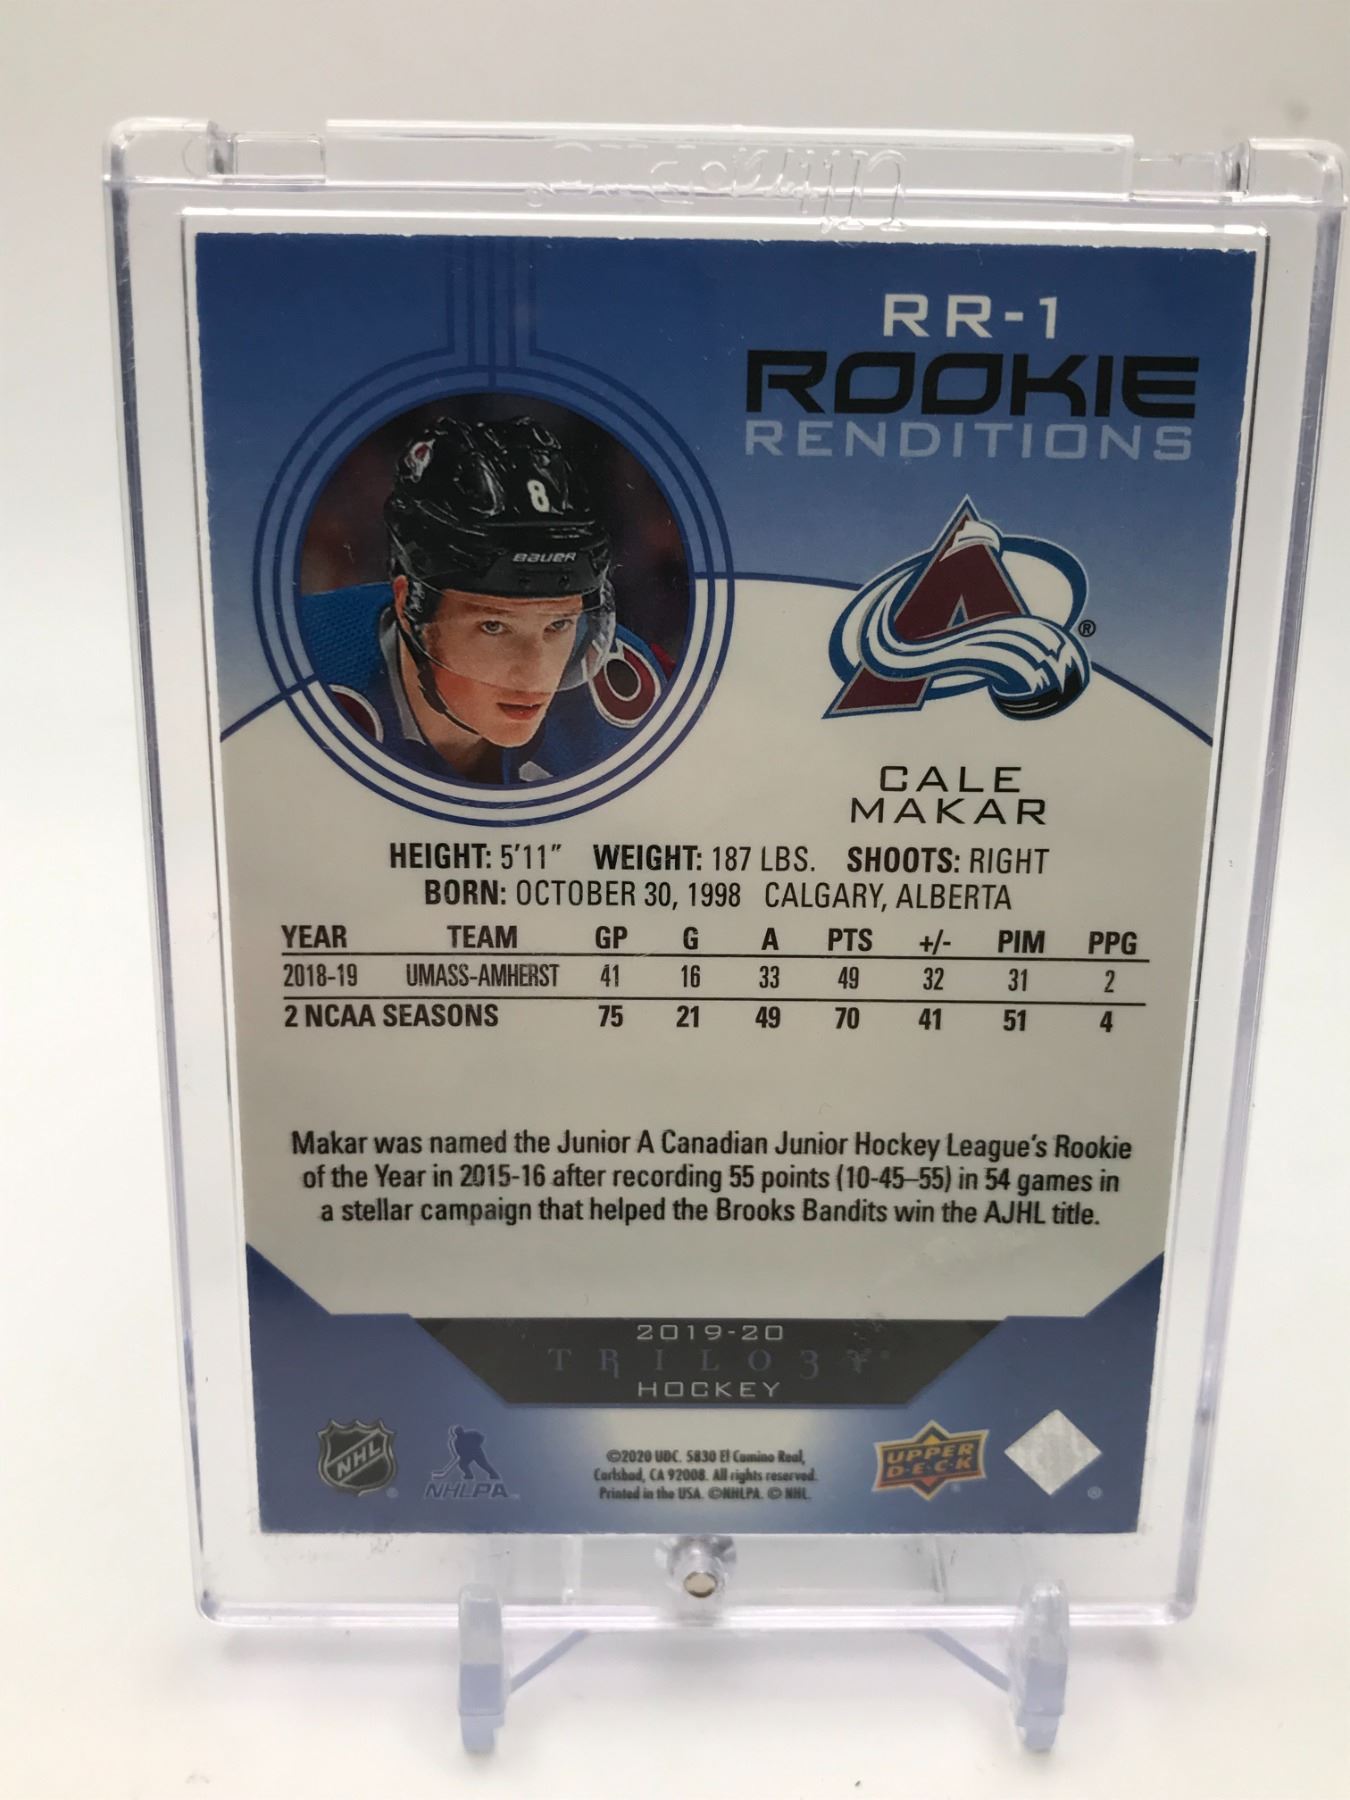 RR-1
ROOKIE
RENDITIONS
8
BAUER
®
CALE
MAKAR
HEIGHT: 5'11" WEIGHT: 187 LBS. SHOOTS: RIGHT
BORN: OCTOBER 30, 1998 CALGARY, ALBERTA
YEAR TEAM GP G A PTS +/- PIM PPG
2018-19 UMASS-AMHERST 41 16 33 49 32 31 2
2 NCAA SEASONS 75 21 49 70 41 51 4
Makar was named the Junior A Canadian Junior Hockey League's Rookie
of the Year in 2015-16 after recording 55 points (10-45–55) in 54 games in
a stellar campaign that helped the Brooks Bandits win the AJHL title.
2019-20
TRILO3Y
HOCKEY
NHL
NHLPA
©2020 UDC. 5830 El Camino Real,
Carlsbad, CA 92008. All rights reserved.
Printed in the USA. ©NHLPA. © NHL.
UPPER
D·E·C·K
®